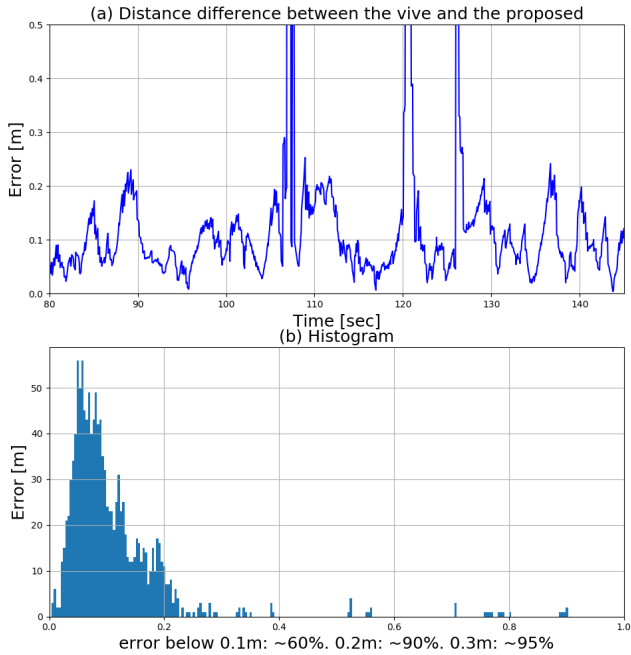 (a) Distance difference between the vive and the proposed
0.5
0.4
0.3
0.2
0.1
0.0
Error [m]
80 90 100 110 120 130 140
Time [sec]
(b) Histogram
50
40
30
20
10
0
Error [m]
0.0 0.2 0.4 0.6 0.8 1.0
error below 0.1m: ~60%. 0.2m: ~90%. 0.3m: ~95%